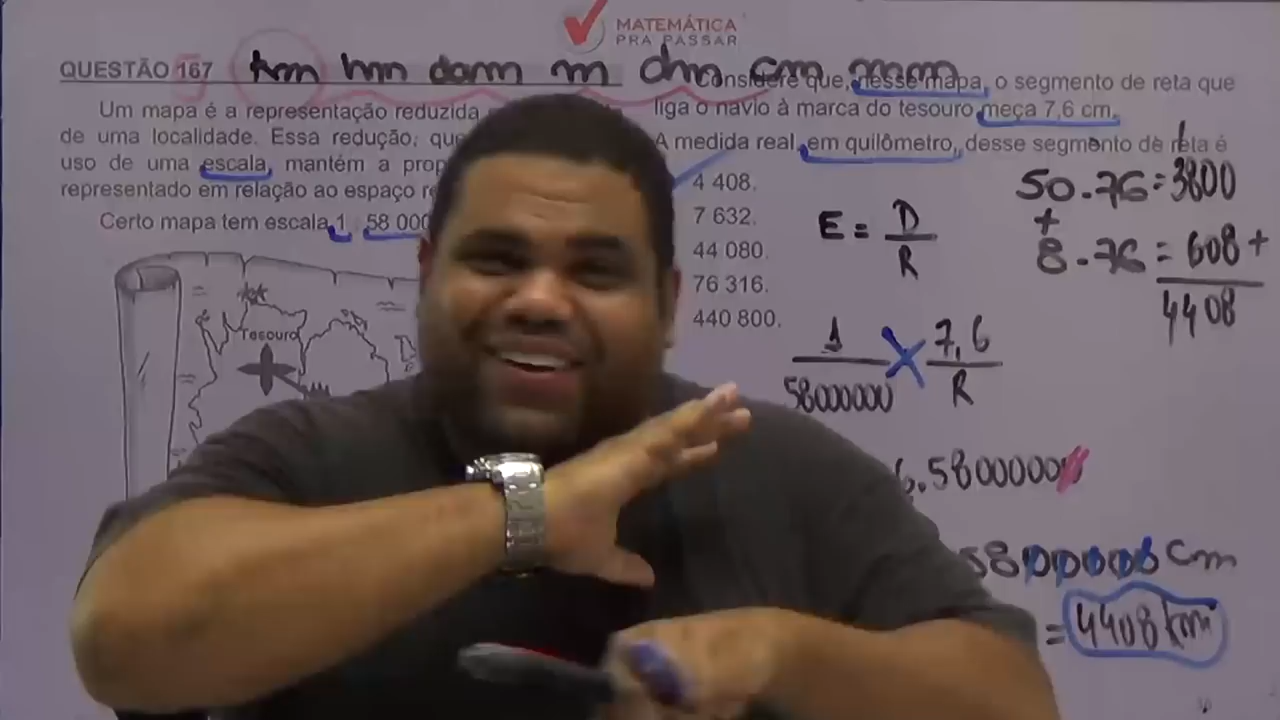 MATEMÁTICA
PRA PASSAR
QUESTÃO 167
km hm dam m dm cm mm
Um mapa é a representação reduzida
de uma localidade. Essa redução, que
uso de uma escala, mantém a
representado em relação ao espaço
Certo mapa tem escala 1 58 000
Tesouro
Considere que, nesse mapa, o segmento de reta que
liga o navio à marca do tesouro meça 7,6 cm.
A medida real, em quilômetro, desse segmento de reta é
4 408.
7 632.
44 080.
76 316.
440 800.
E = D
R
1
58000000
7,6
R
50.76=3800
+
8.76 = 608 +
4408
6.58000000
58000000 cm
= 4408 km